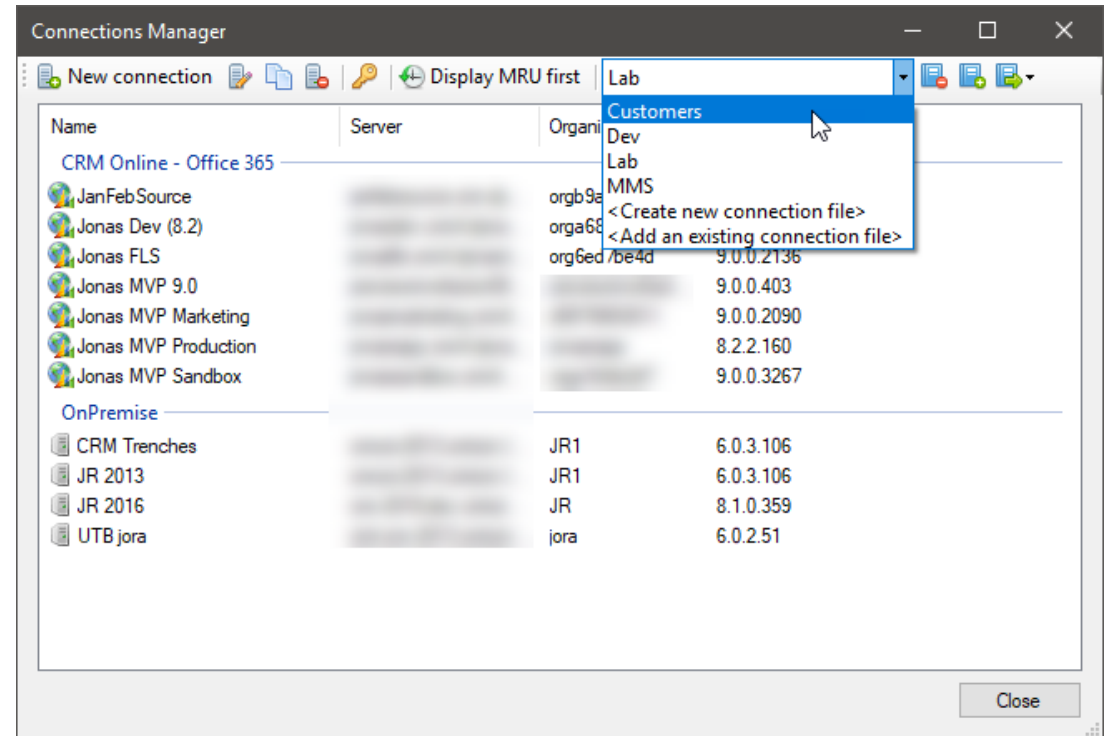 Connections Manager
New connection Display MRU first Lab
Customers
Dev
Lab
MMS
<Create new connection file>
<Add an existing connection file>
Name Server Organi
CRM Online - Office 365
JanFebSource orgb9a
Jonas Dev (8.2) orga68
Jonas FLS org6ed7be4d 9.0.0.2136
Jonas MVP 9.0 9.0.0.403
Jonas MVP Marketing 9.0.0.2090
Jonas MVP Production 8.2.2.160
Jonas MVP Sandbox 9.0.0.3267
OnPremise
CRM Trenches JR1 6.0.3.106
JR 2013 JR1 6.0.3.106
JR 2016 JR 8.1.0.359
UTB jora jora 6.0.2.51
Close